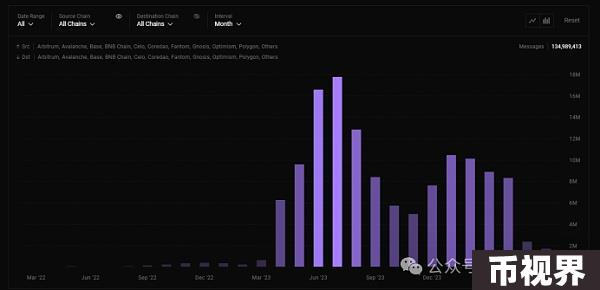 Date Range Source Chain Destination Chain Interval
All All Chains All Chains Month Reset
↑ Src Arbitrum, Avalanche, Base, BNB Chain, Celo, Coredao, Fantom, Gnosis, Optimism, Polygon, Others Messages 134,989,413
↓ Dst Arbitrum, Avalanche, Base, BNB Chain, Celo, Coredao, Fantom, Gnosis, Optimism, Polygon, Others
18M
16M
14M
12M
10M
8M
6M
4M
2M
公众号
币视界
Mar '22 Jun '22 Sep '22 Dec '22 Mar '23 Jun '23 Sep '23 Dec '23